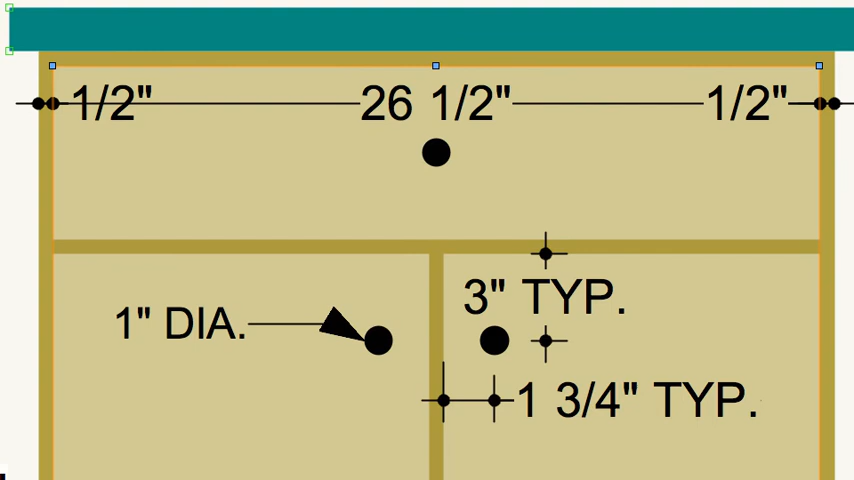 1/2" 26 1/2" 1/2"
3" TYP.
1" DIA.
1 3/4" TYP.